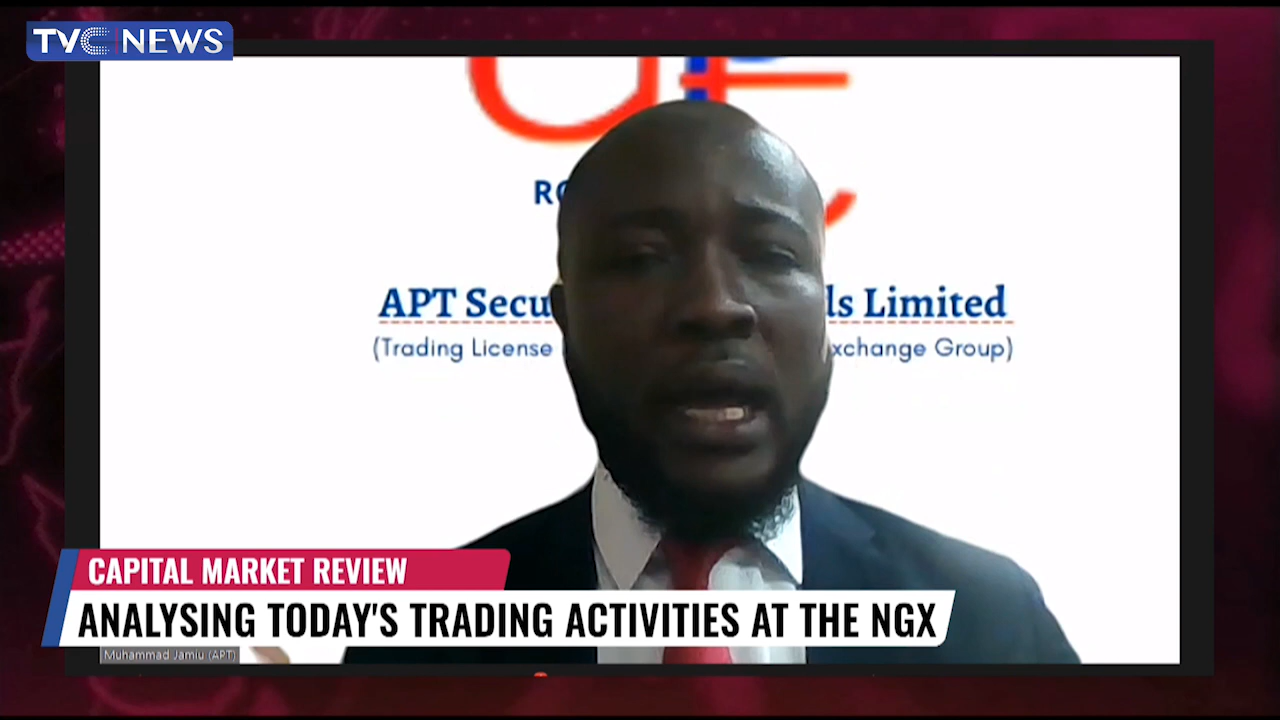 TVC NEWS
APT Secu ls Limited
(Trading License xchange Group)
CAPITAL MARKET REVIEW
ANALYSING TODAY'S TRADING ACTIVITIES AT THE NGX
Muhammad Jamiu (APT)